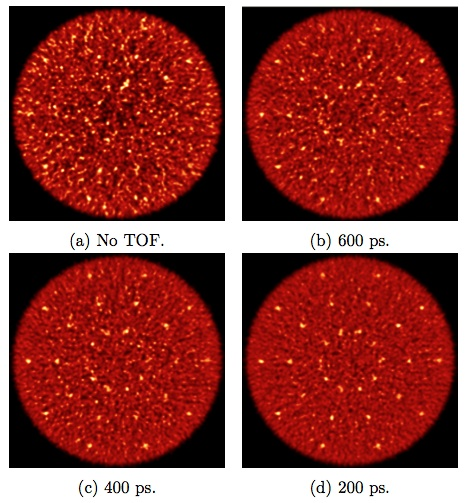 (a) No TOF.
(b) 600 ps.
(c) 400 ps.
(d) 200 ps.